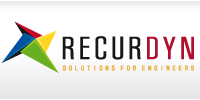 RECURDYN
SOLUTIONS FOR ENGINEERS